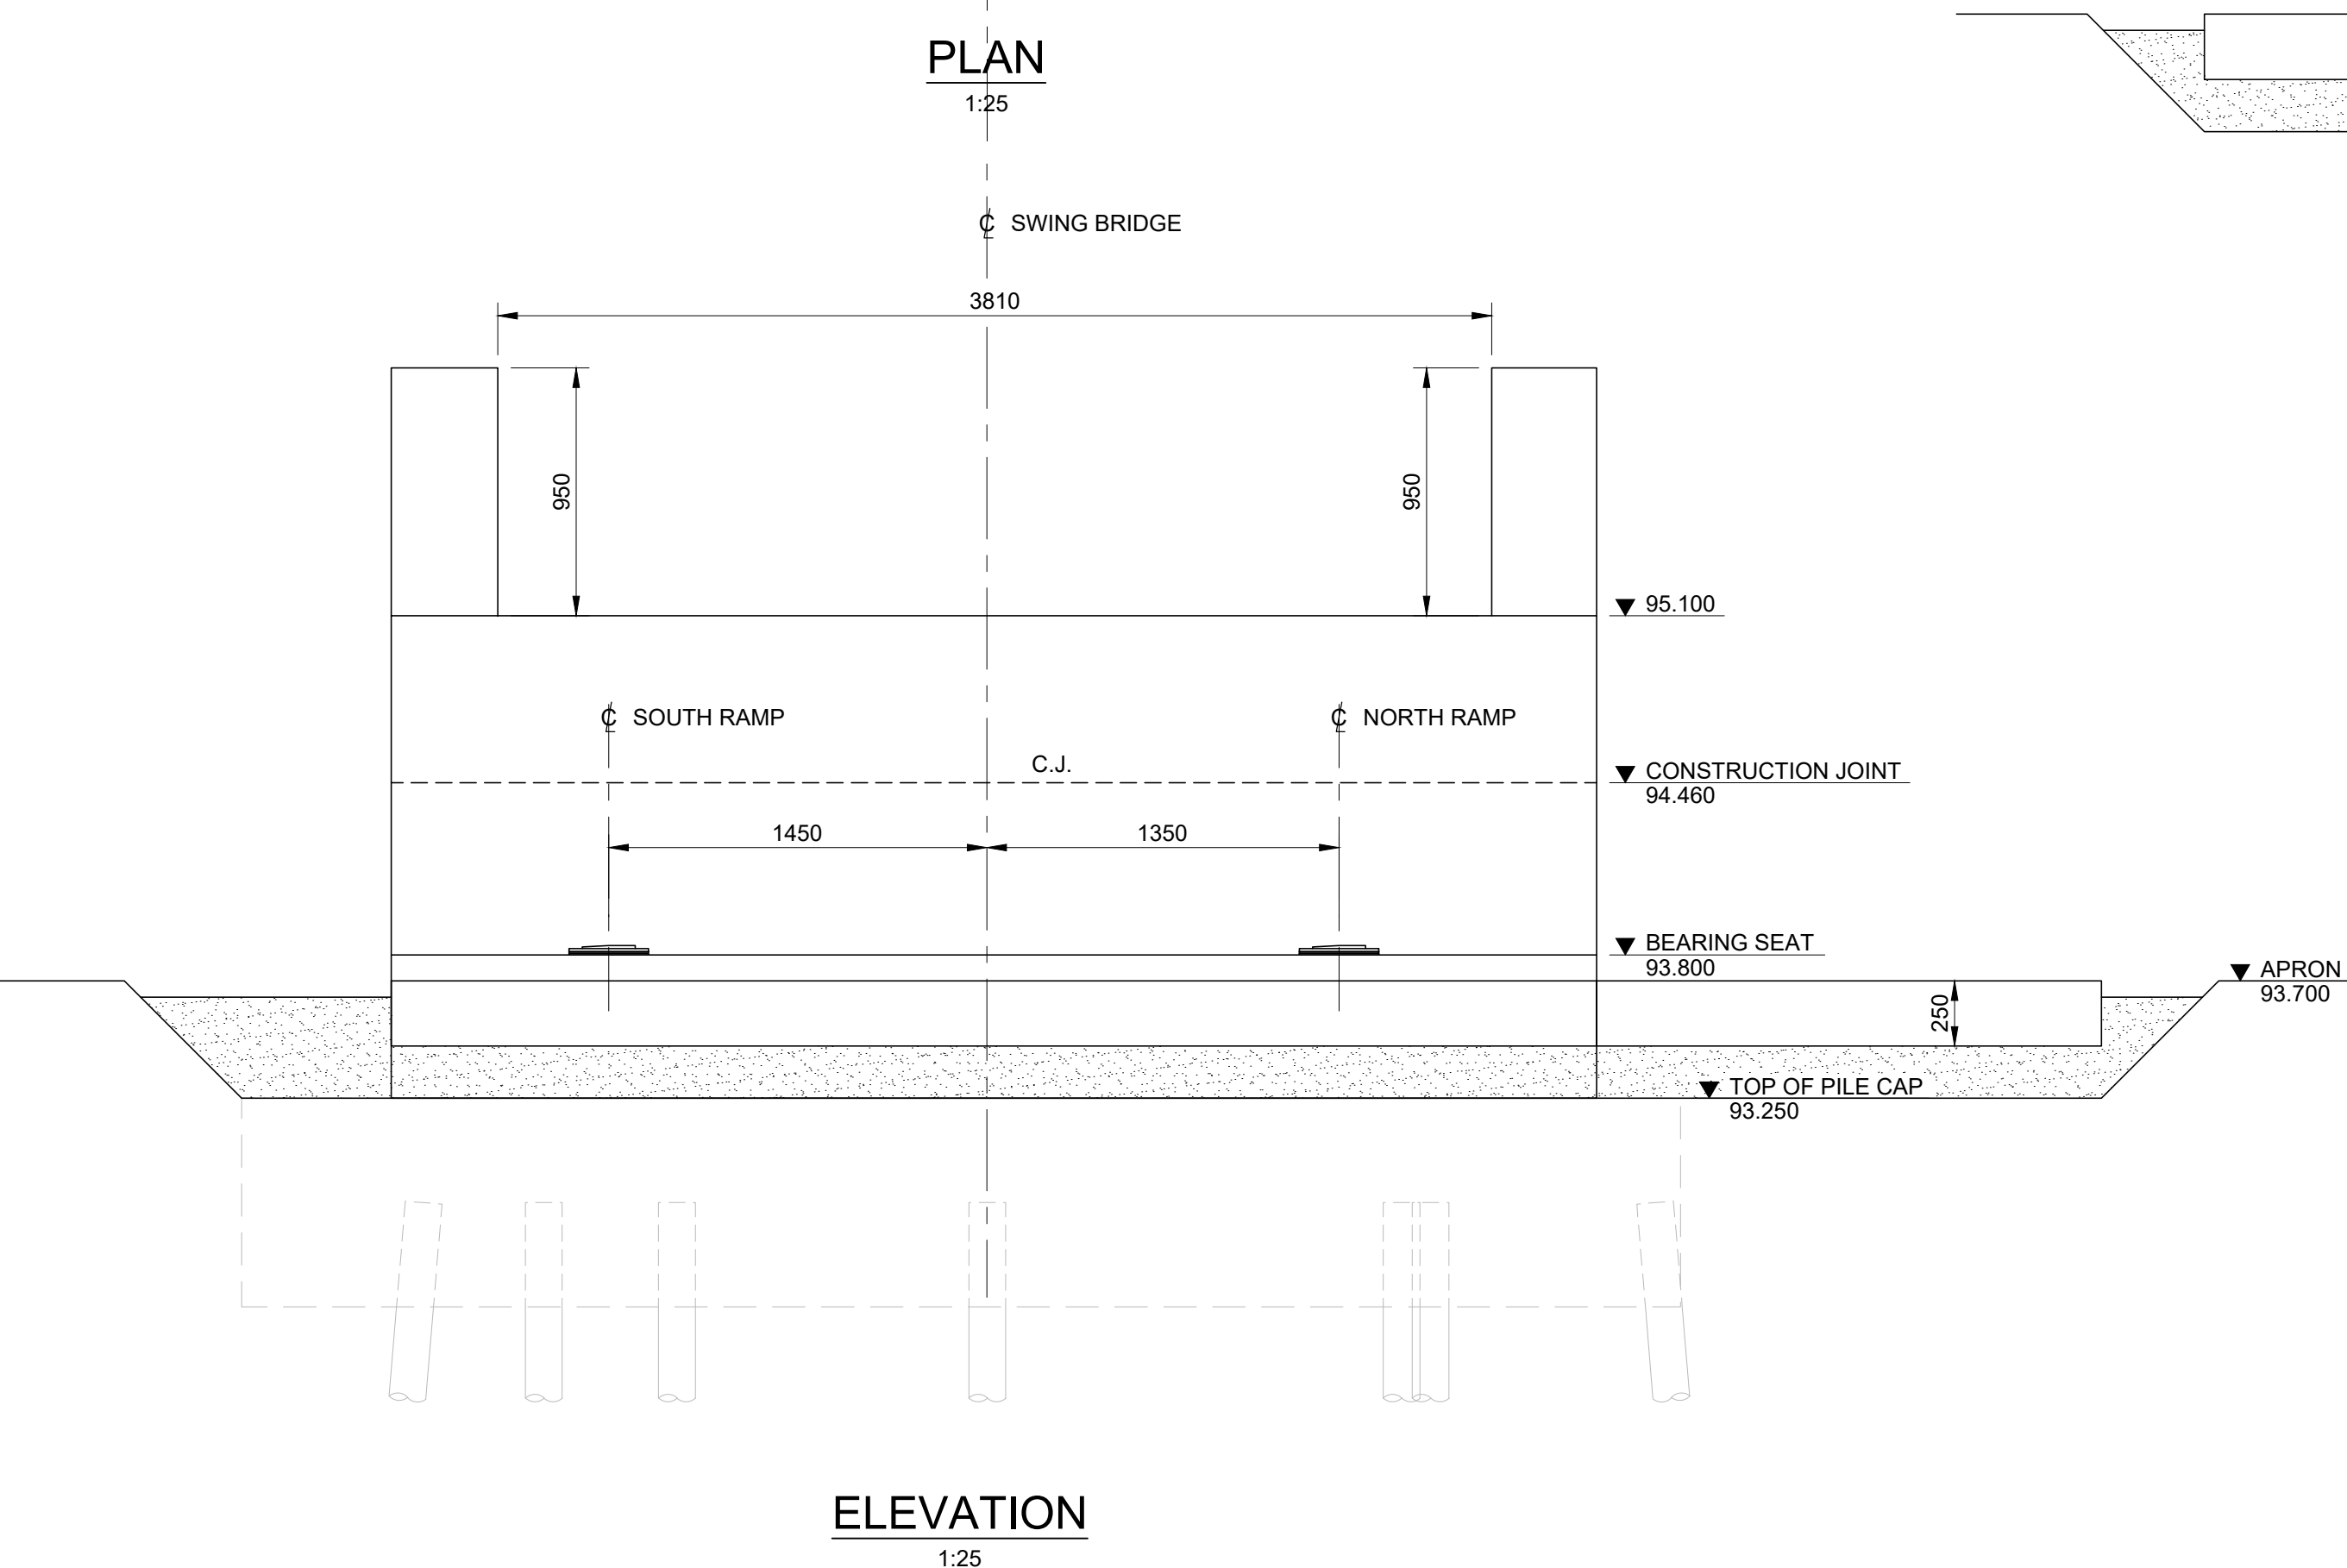 PLAN
1:25
℄ SWING BRIDGE
3810
950
950
95.100
℄ SOUTH RAMP
℄ NORTH RAMP
C.J.
CONSTRUCTION JOINT
94.460
1450
1350
BEARING SEAT
93.800
APRON
93.700
250
TOP OF PILE CAP
93.250
ELEVATION
1:25